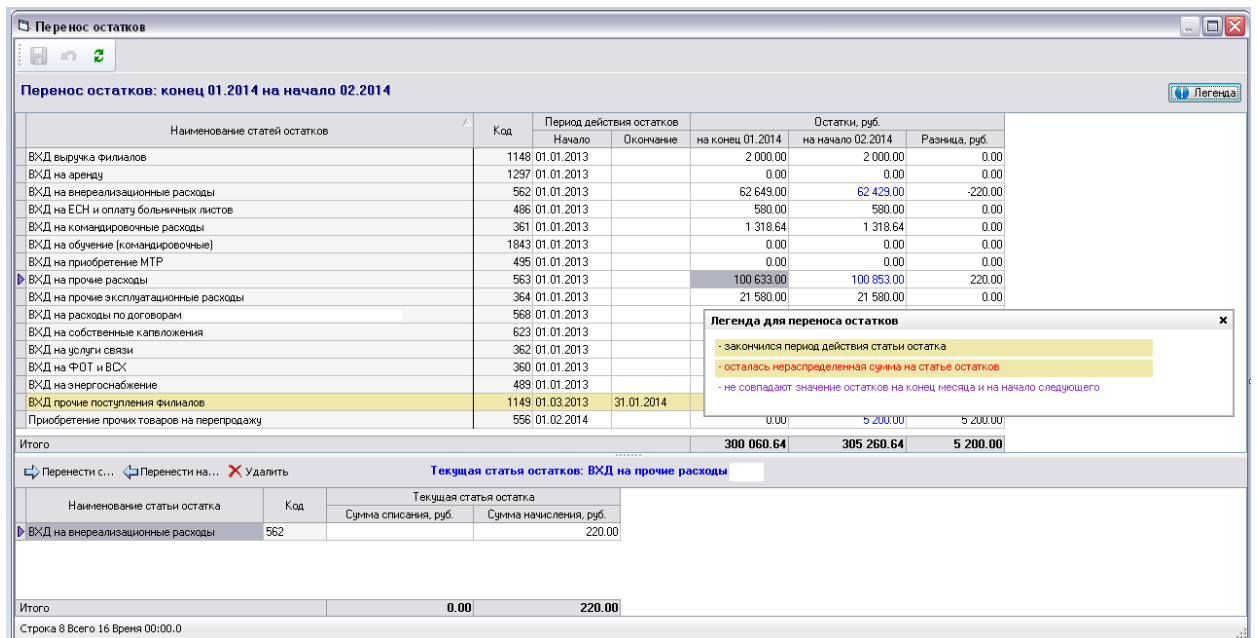 Перенос остатков
Перенос остатков: конец 01.2014 на начало 02.2014
Легенда
Наименование статей остатков Код Период действия остатков Остатки, руб.
Начало Окончание на конец 01.2014 на начало 02.2014 Разница, руб.
ВХД выручка филиалов 1148 01.01.2013 2 000.00 2 000.00 0.00
ВХД на аренду 1297 01.01.2013 0.00 0.00 0.00
ВХД на внереализационные расходы 562 01.01.2013 62 649.00 62 429.00 -220.00
ВХД на ЕСН и оплату больничных листов 486 01.01.2013 580.00 580.00 0.00
ВХД на командировочные расходы 361 01.01.2013 1 318.64 1 318.64 0.00
ВХД на обучение (командировочные) 1843 01.01.2013 0.00 0.00 0.00
ВХД на приобретение МТР 495 01.01.2013 0.00 0.00 0.00
ВХД на прочие расходы 563 01.01.2013 100 633.00 100 853.00 220.00
ВХД на прочие эксплуатационные расходы 364 01.01.2013 21 580.00 21 580.00 0.00
ВХД на расходы по договорам 568 01.01.2013
ВХД на собственные капвложения 623 01.01.2013
ВХД на услуги связи 362 01.01.2013
ВХД на ФОТ и ВСХ 360 01.01.2013
ВХД на энергоснабжение 489 01.01.2013
ВХД прочие поступления филиалов 1149 01.03.2013 31.01.2014
Приобретение прочих товаров на перепродажу 556 01.02.2014 0.00 5 200.00 5 200.00
Итого 300 060.64 305 260.64 5 200.00
Легенда для переноса остатков x
- закончился период действия статьи остатка
- осталась нераспределенная сумма на статье остатков
- не совпадают значение остатков на конец месяца и на начало следующего
Перенести с... Перенести на... Удалить Текущая статья остатков: ВХД на прочие расходы
Наименование статьи остатка Код Текущая статья остатка
Сумма списания, руб. Сумма начисления, руб.
ВХД на внереализационные расходы 562 220.00
Итого 0.00 220.00
Строка 8 Всего 16 Время 00:00.0